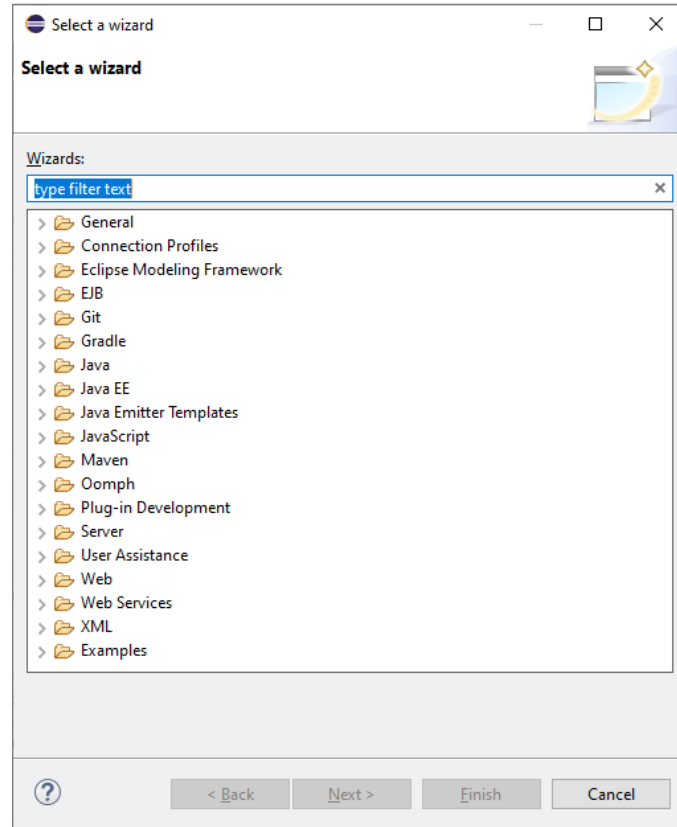 Select a wizard
Select a wizard
Wizards:
type filter text
General
Connection Profiles
Eclipse Modeling Framework
EJB
Git
Gradle
Java
Java EE
Java Emitter Templates
JavaScript
Maven
Oomph
Plug-in Development
Server
User Assistance
Web
Web Services
XML
Examples
? < Back Next > Finish Cancel